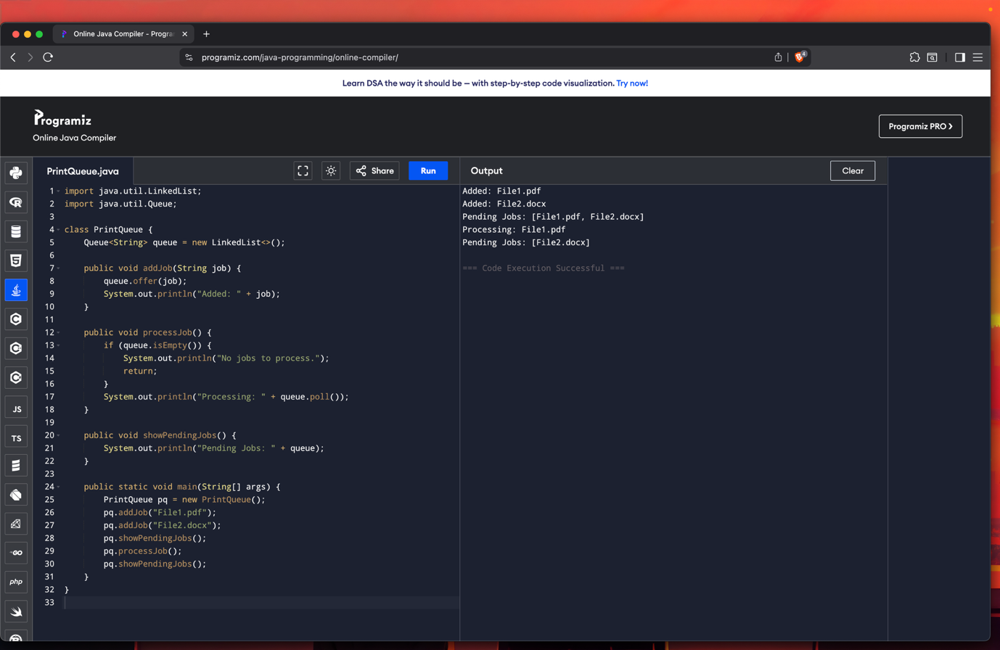 Online Java Compiler - Progra
programiz.com/java-programming/online-compiler/
4
Learn DSA the way it should be — with step-by-step code visualization. Try now!
Programiz
Online Java Compiler
Programiz PRO ›
PrintQueue.java
Share
Run
Output
Clear
1 import java.util.LinkedList;
2 import java.util.Queue;
3
4 class PrintQueue {
5     Queue<String> queue = new LinkedList<>();
6
7     public void addJob(String job) {
8         queue.offer(job);
9         System.out.println("Added: " + job);
10     }
11
12     public void processJob() {
13         if (queue.isEmpty()) {
14             System.out.println("No jobs to process.");
15             return;
16         }
17         System.out.println("Processing: " + queue.poll());
18     }
19
20     public void showPendingJobs() {
21         System.out.println("Pending Jobs: " + queue);
22     }
23
24     public static void main(String[] args) {
25         PrintQueue pq = new PrintQueue();
26         pq.addJob("File1.pdf");
27         pq.addJob("File2.docx");
28         pq.showPendingJobs();
29         pq.processJob();
30         pq.showPendingJobs();
31     }
32 }
33
Added: File1.pdf
Added: File2.docx
Pending Jobs: [File1.pdf, File2.docx]
Processing: File1.pdf
Pending Jobs: [File2.docx]
=== Code Execution Successful ===
R
5
C
C
C
JS
TS
GO
php